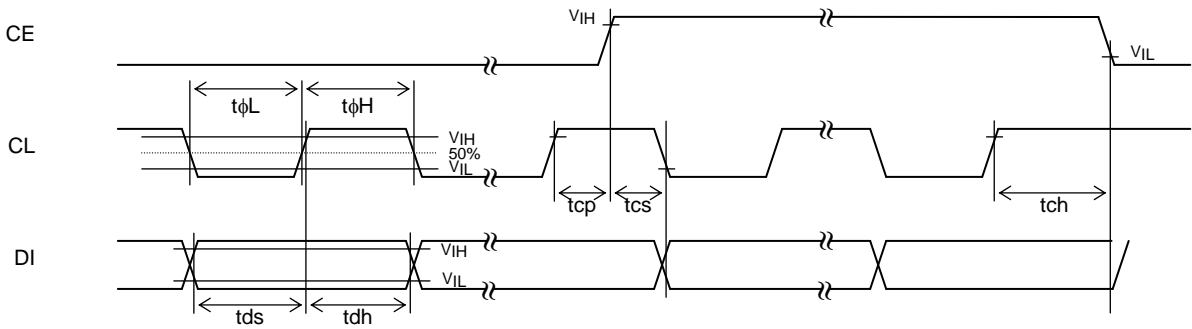 CE
VIH
VIL
tϕL
tϕH
CL
VIH
50%
VIL
tcp
tcs
tch
DI
VIH
VIL
tds
tdh